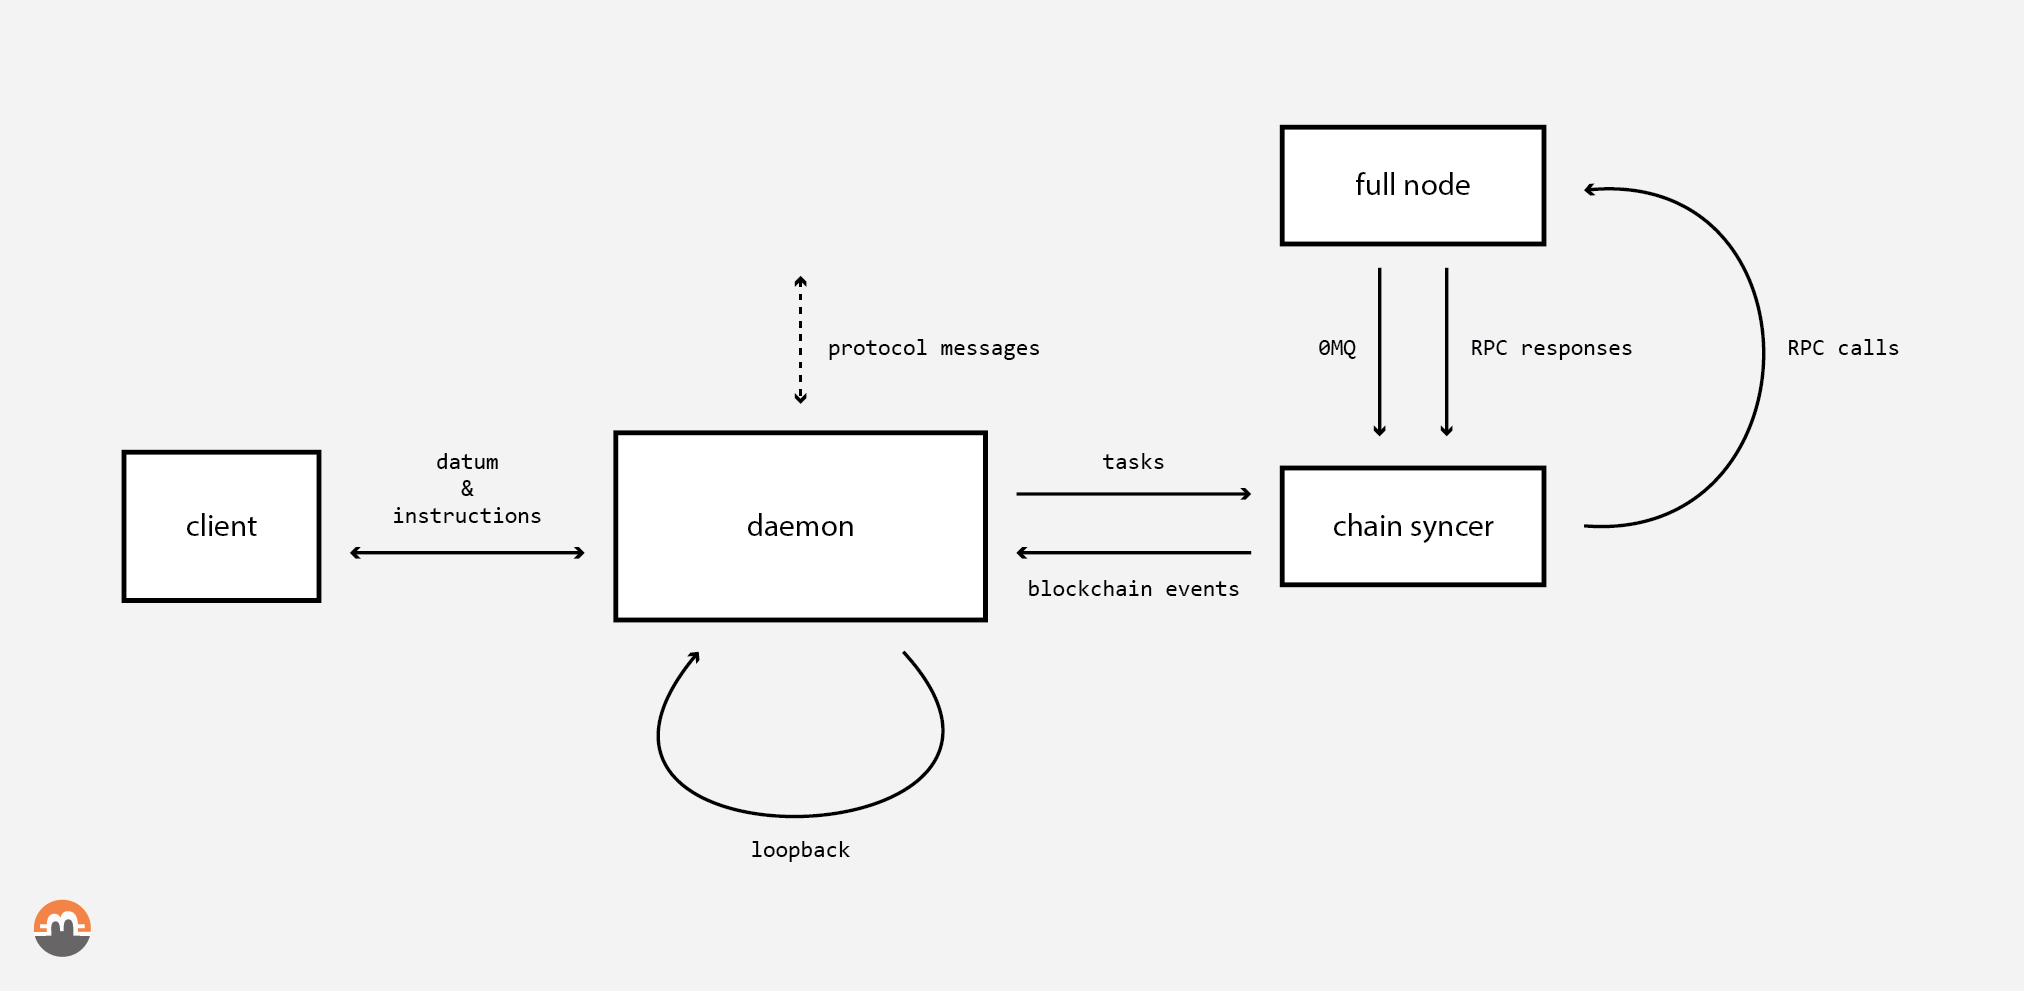 full node
protocol messages
0MQ
RPC responses
RPC calls
datum
&
instructions
tasks
client
daemon
chain syncer
blockchain events
loopback